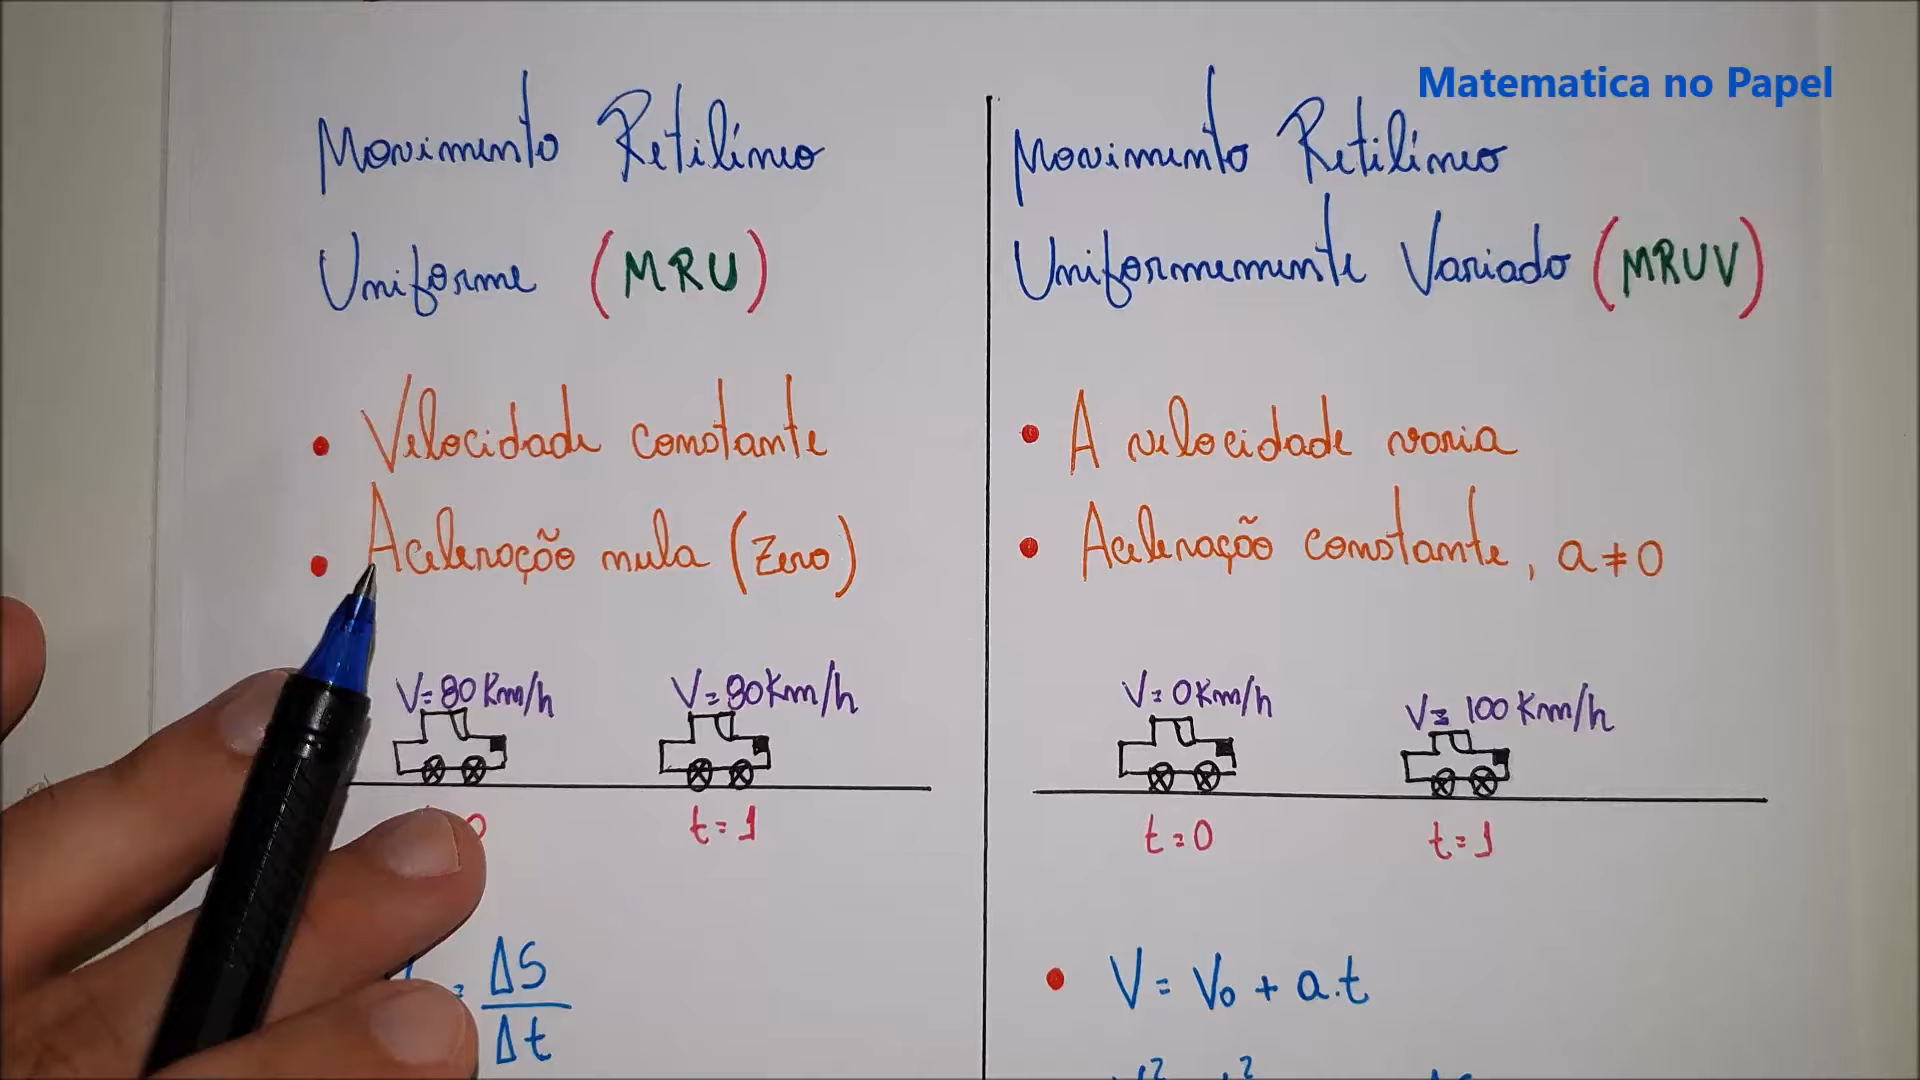 Matematica no Papel
Movimento Retilíneo
Uniforme (MRU)
• Velocidade constante
• Aceleração nula (Zero)
V=80Km/h V=80Km/h
t=1
ΔS
Δt
Movimento Retilíneo
Uniformemente Variado (MRUV)
• A velocidade varia
• Aceleração constante, a≠0
V=0Km/h V=100Km/h
t=0 t=1
• V=V₀+a.t